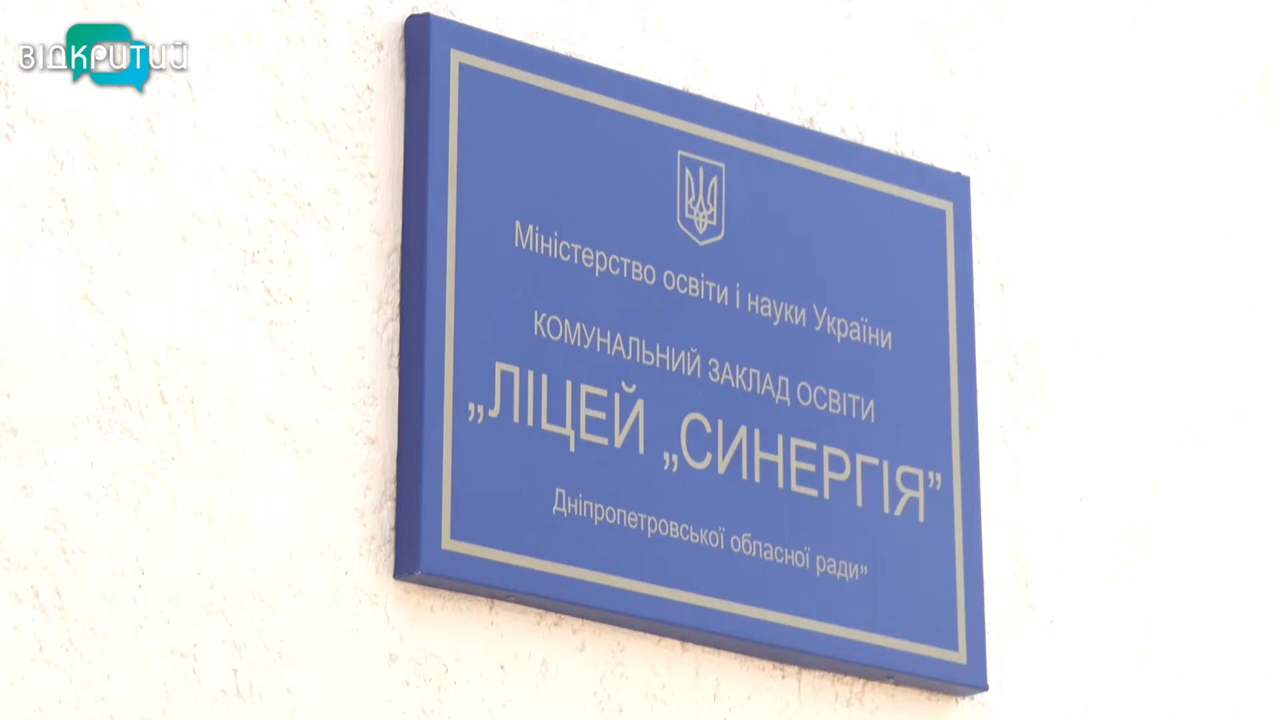 ВІДКРИТИЙ
Міністерство освіти і науки України
КОМУНАЛЬНИЙ ЗАКЛАД ОСВІТИ
„ЛІЦЕЙ „СИНЕРГІЯ”
Дніпропетровської обласної ради”